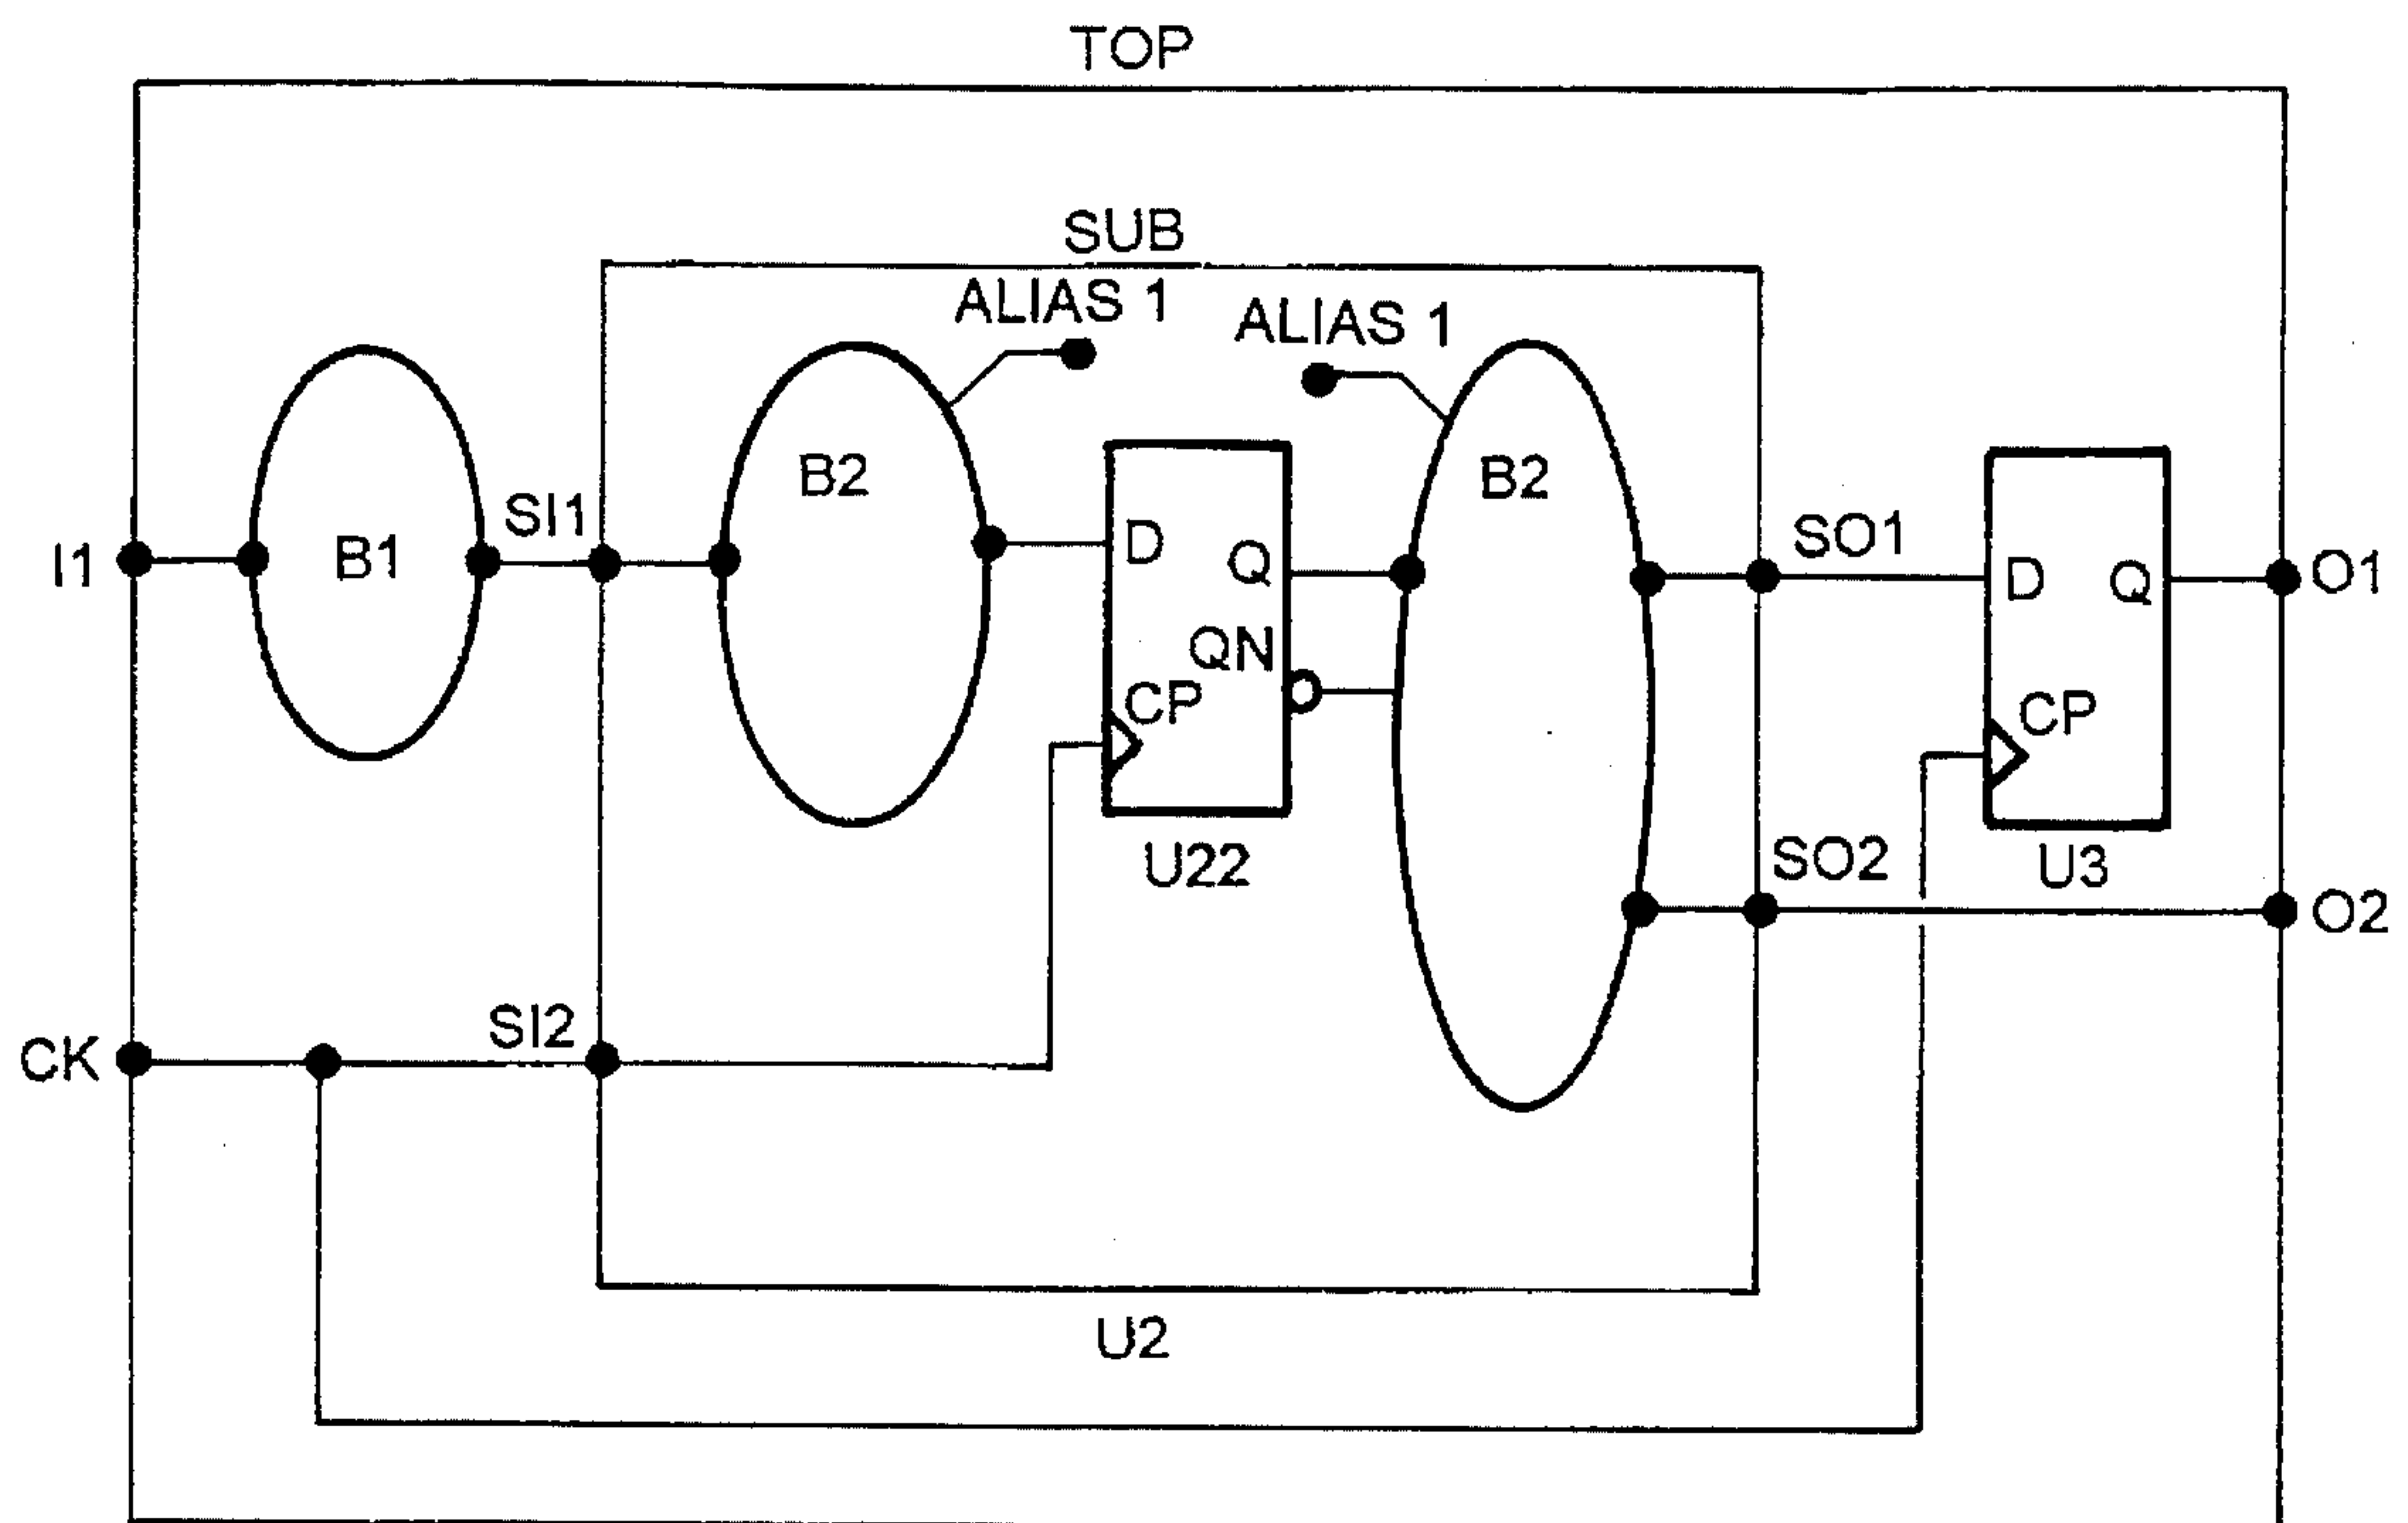 TOP
SUB
ALIAS 1
ALIAS 1
B2
B2
SI1
SO1
I1
B1
D
Q
D
Q
O1
QN
CP
CP
U22
SO2
U3
O2
SI2
CK
U2